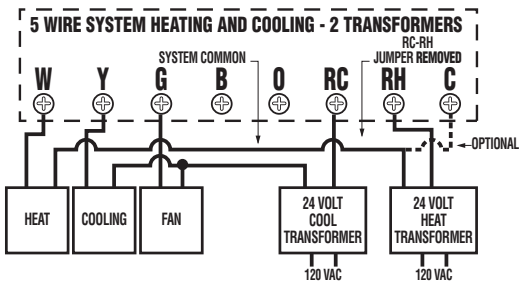 5 WIRE SYSTEM HEATING AND COOLING - 2 TRANSFORMERS
SYSTEM COMMON
RC-RH
JUMPER REMOVED
W Y G B O RC RH C
OPTIONAL
HEAT
COOLING
FAN
24 VOLT
COOL
TRANSFORMER
24 VOLT
HEAT
TRANSFORMER
120 VAC
120 VAC